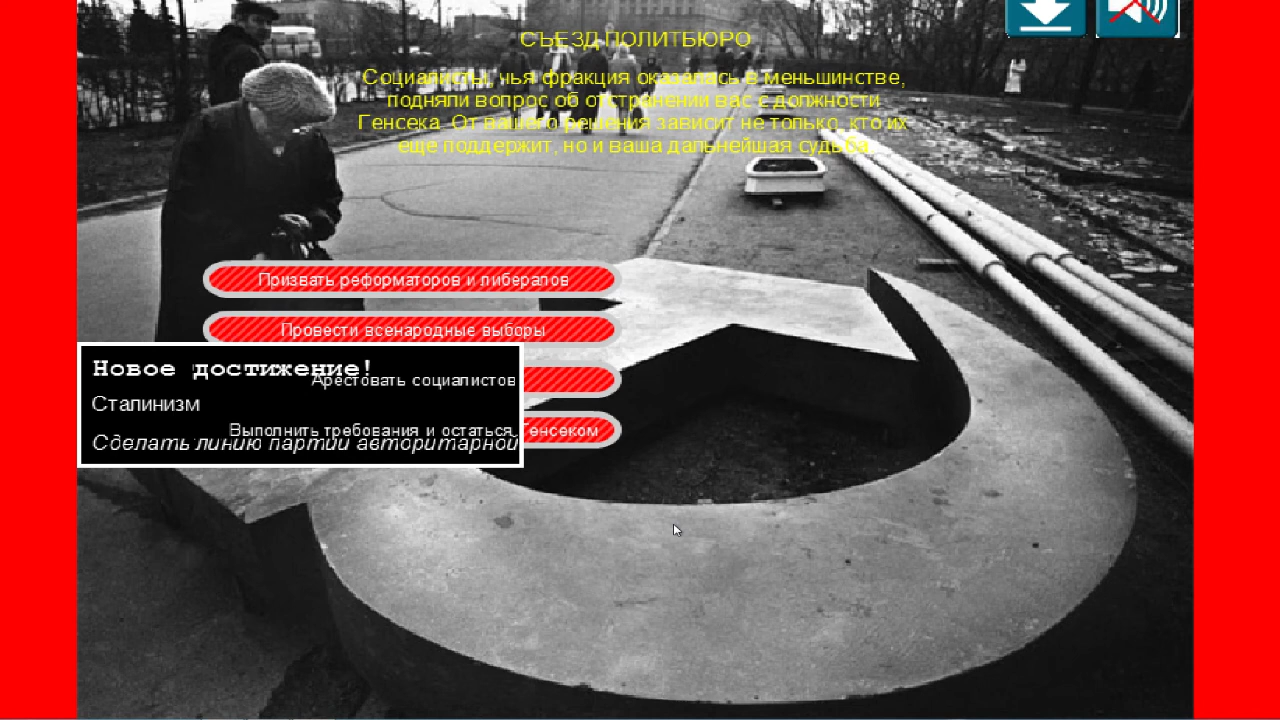 СЪЕЗД ПОЛИТБЮРО
Социалисты, чья фракция оказалась в меньшинстве,
подняли вопрос об отстранении вас с должности
Генсека. От вашего решения зависит не только, кто их
еще поддержит, но и ваша дальнейшая судьба.
Призвать реформаторов и либералов
Провести всенародные выборы
Арестовать социалистов
Выполнить требования и остаться Генсеком
Новое достижение!
Сталинизм
Сделать линию партии авторитарной